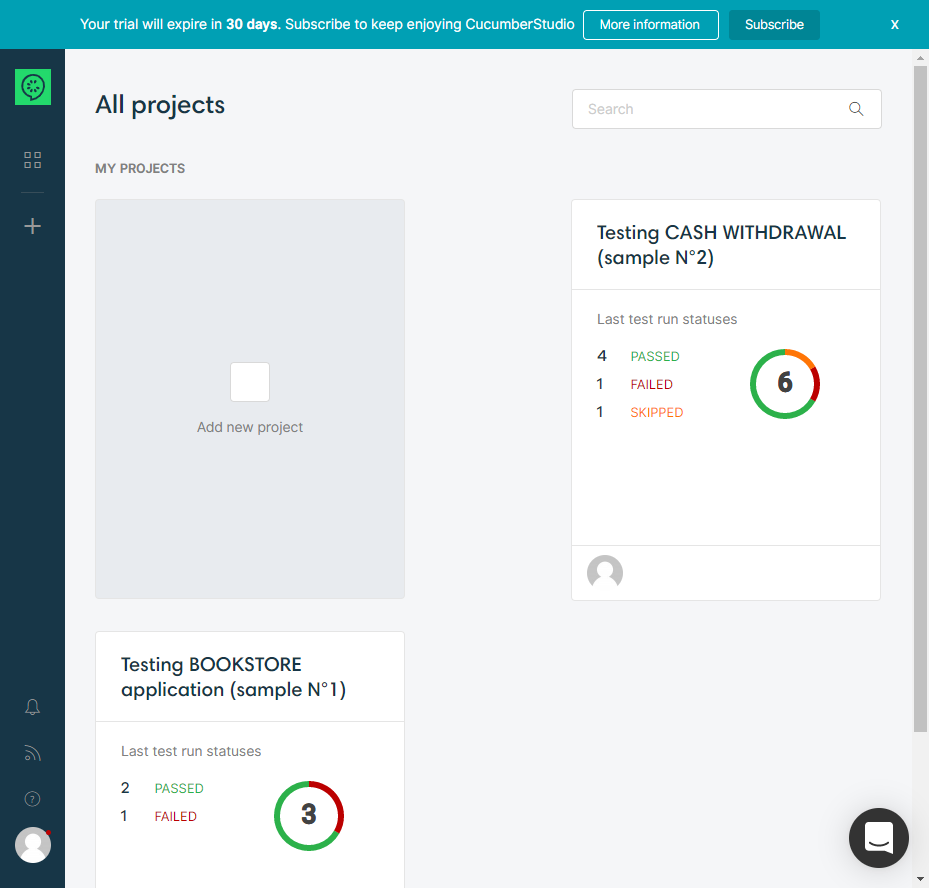 Your trial will expire in 30 days. Subscribe to keep enjoying CucumberStudio
More information
Subscribe
x
All projects
Search
MY PROJECTS
Add new project
Testing CASH WITHDRAWAL
(sample N°2)
Last test run statuses
4 PASSED
1 FAILED
1 SKIPPED
6
Testing BOOKSTORE
application (sample N°1)
Last test run statuses
2 PASSED
1 FAILED
3
?